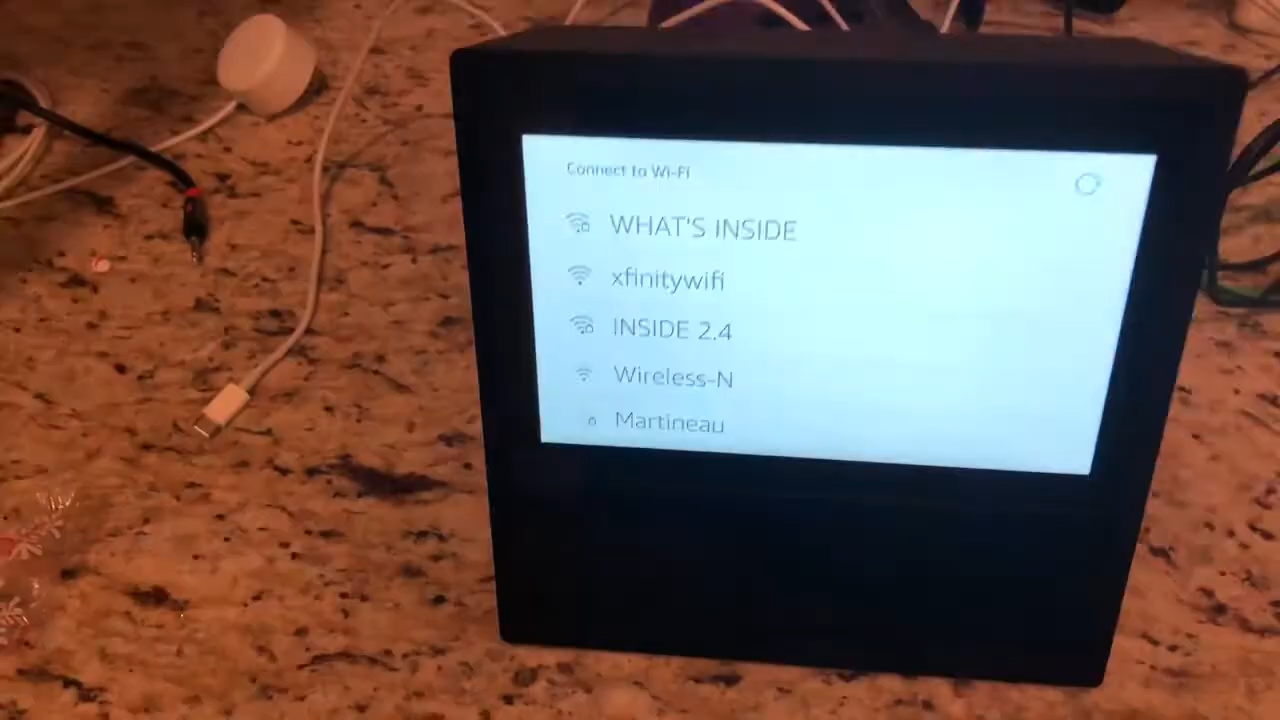 Connect to Wi-Fi
WHAT'S INSIDE
xfinitywifi
INSIDE 2.4
Wireless-N
Martineau